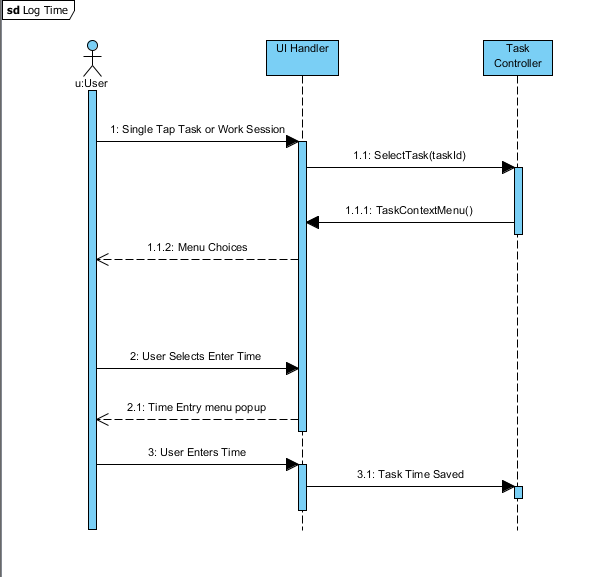 sd Log Time
UI Handler
Task
Controller
u:User
1: Single Tap Task or Work Session
1.1: SelectTask(taskId)
1.1.1: TaskContextMenu()
1.1.2: Menu Choices
2: User Selects Enter Time
2.1: Time Entry menu popup
3: User Enters Time
3.1: Task Time Saved